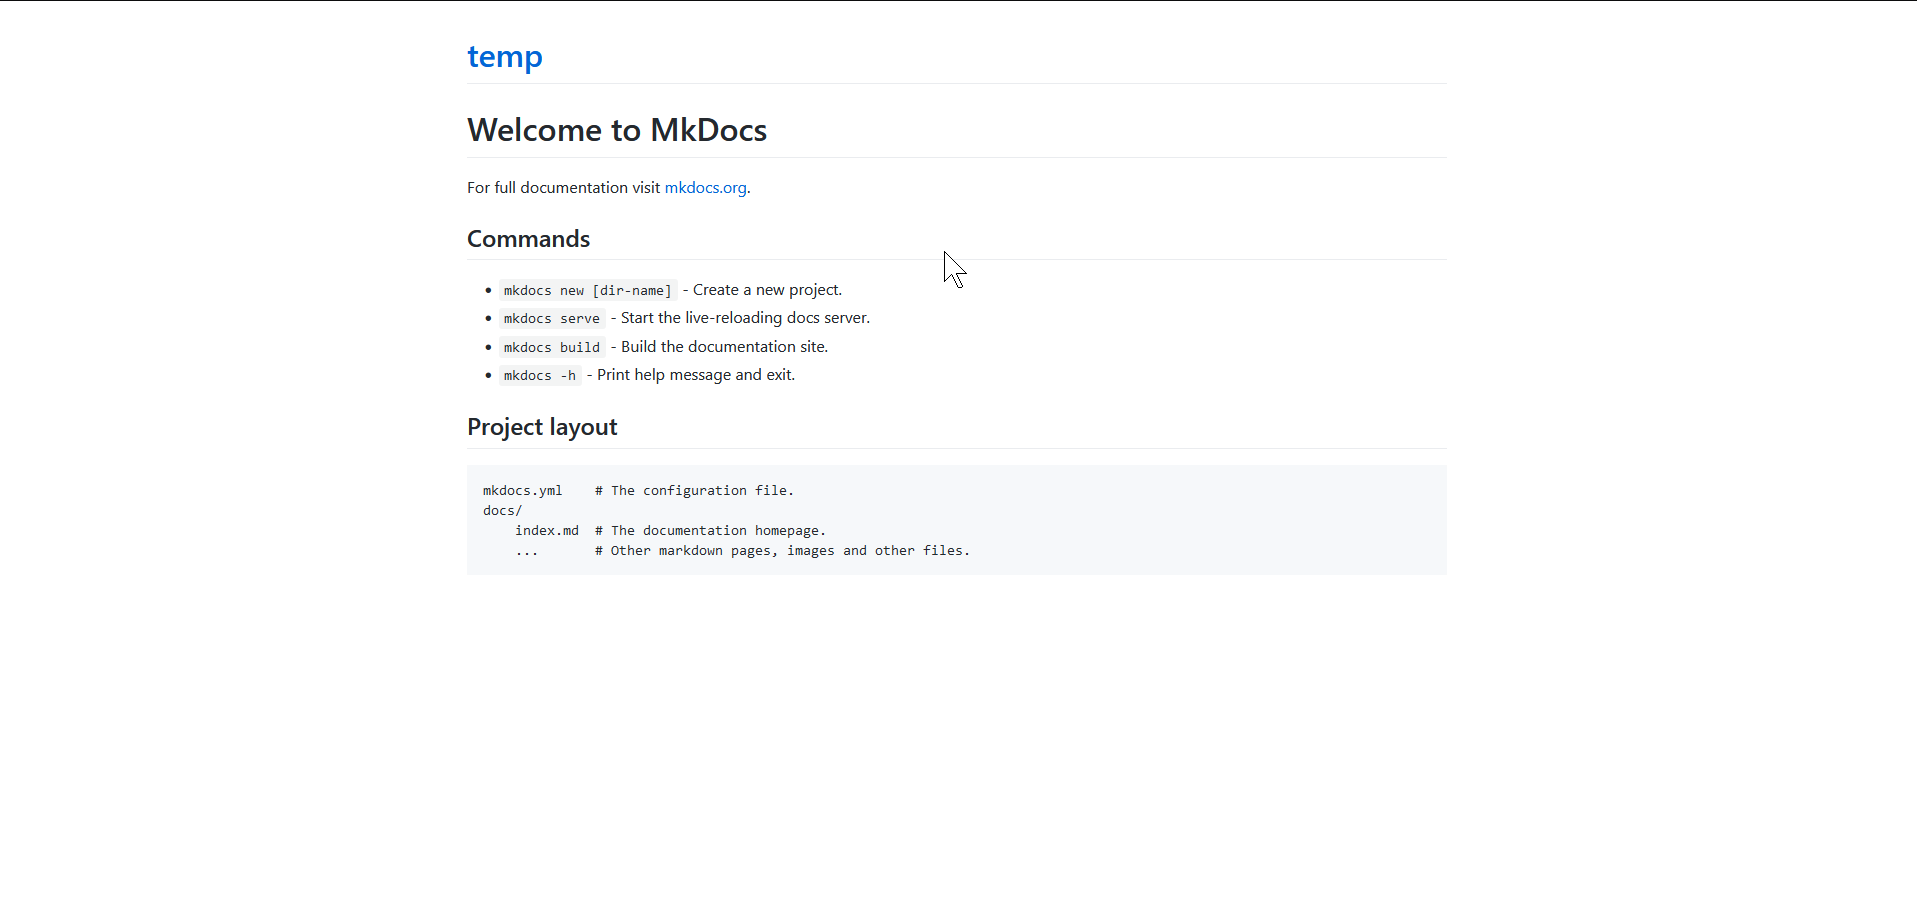 temp
Welcome to MkDocs
For full documentation visit mkdocs.org.
Commands
mkdocs new [dir-name] - Create a new project.
mkdocs serve - Start the live-reloading docs server.
mkdocs build - Build the documentation site.
mkdocs -h - Print help message and exit.
Project layout
mkdocs.yml    # The configuration file.
docs/
    index.md  # The documentation homepage.
    ...       # Other markdown pages, images and other files.